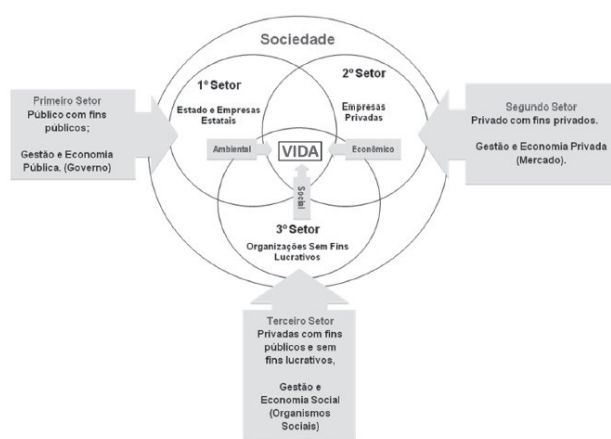 Sociedade
1º Setor
Estado e Empresas
Estatais
2º Setor
Empresas
Privadas
Ambiental
VIDA
Econômico
Social
3º Setor
Organizações Sem Fins
Lucrativos
Primeiro Setor
Público com fins
públicos;
Gestão e Economia
Pública. (Governo)
Segundo Setor
Privado com fins privados.
Gestão e Economia Privada
(Mercado).
Terceiro Setor
Privadas com fins
públicos e sem
fins lucrativos,
Gestão e
Economia Social
(Organismos
Sociais)